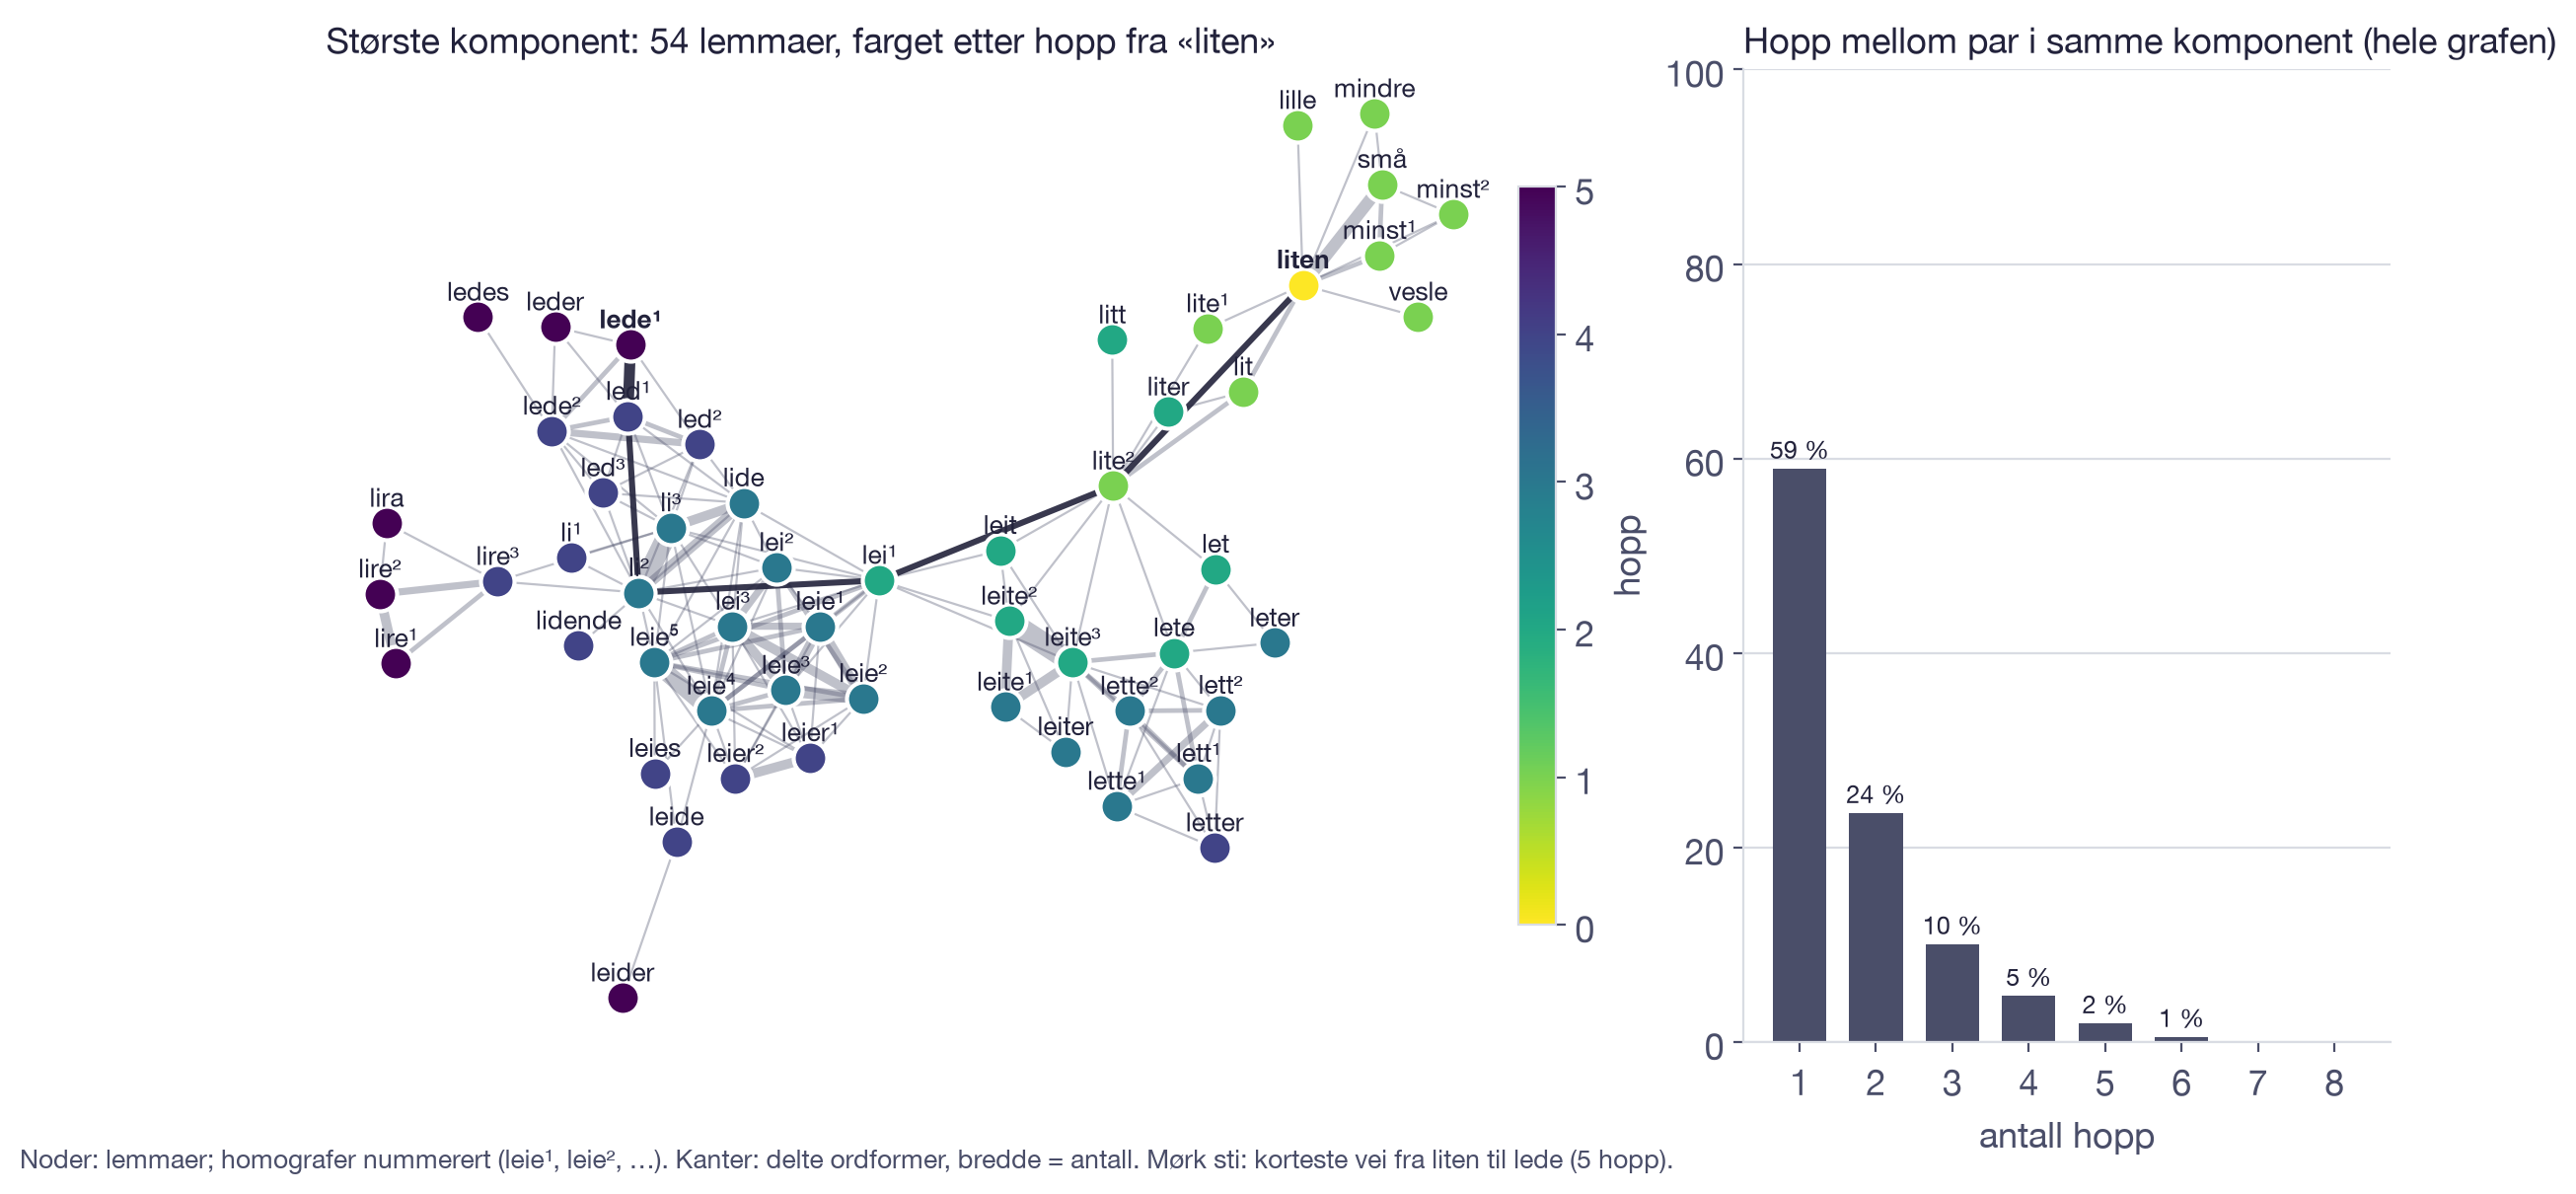 Største komponent: 54 lemmaer, farget etter hopp fra «liten»
lille
mindre
små
minst²
minst¹
liten
vesle
lite¹
litt
lit
liter
lite²
ledes
leder
lede¹
led¹
lede²
led²
led³
lide
li³
lira
li¹
lei²
lire³
lire²
li²
lei¹
leit
let
lei³
leie¹
leite²
lidende
lire¹
leie⁵
leite³
lete
leter
leie³
leie²
leie⁴
leite¹
lette²
lett²
leier¹
leies
leier²
leiter
lett¹
lette¹
leide
letter
leider
5
4
3
2
1
0
hopp
Hopp mellom par i samme komponent (hele grafen)
100
80
60
40
20
0
59 %
24 %
10 %
5 %
2 %
1 %
1 2 3 4 5 6 7 8
antall hopp
Noder: lemmaer; homografer nummerert (leie¹, leie², …). Kanter: delte ordformer, bredde = antall. Mørk sti: korteste vei fra liten til lede (5 hopp).